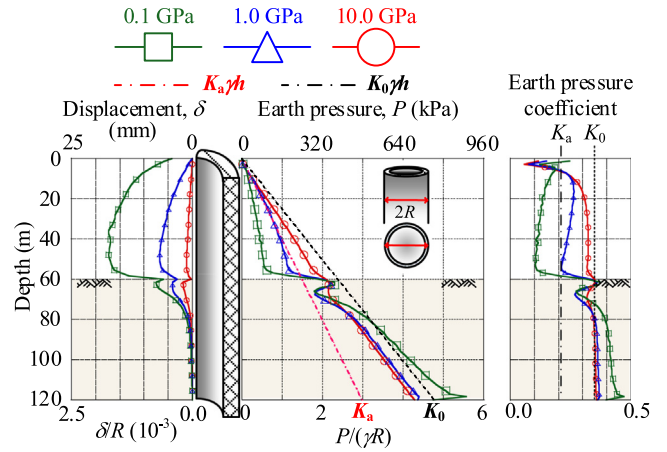 0.1 GPa 1.0 GPa 10.0 GPa
Kaγh K0γh
Displacement, δ (mm)
Earth pressure, P (kPa)
Earth pressure coefficient
Ka K0
25 0 0 320 640 960
Depth (m)
0
20
40
60
80
100
120
2R
Ka K0
2.5 0.0 0 2 4 6 0.0 0.5
δ/R (10-3) P/(γR)